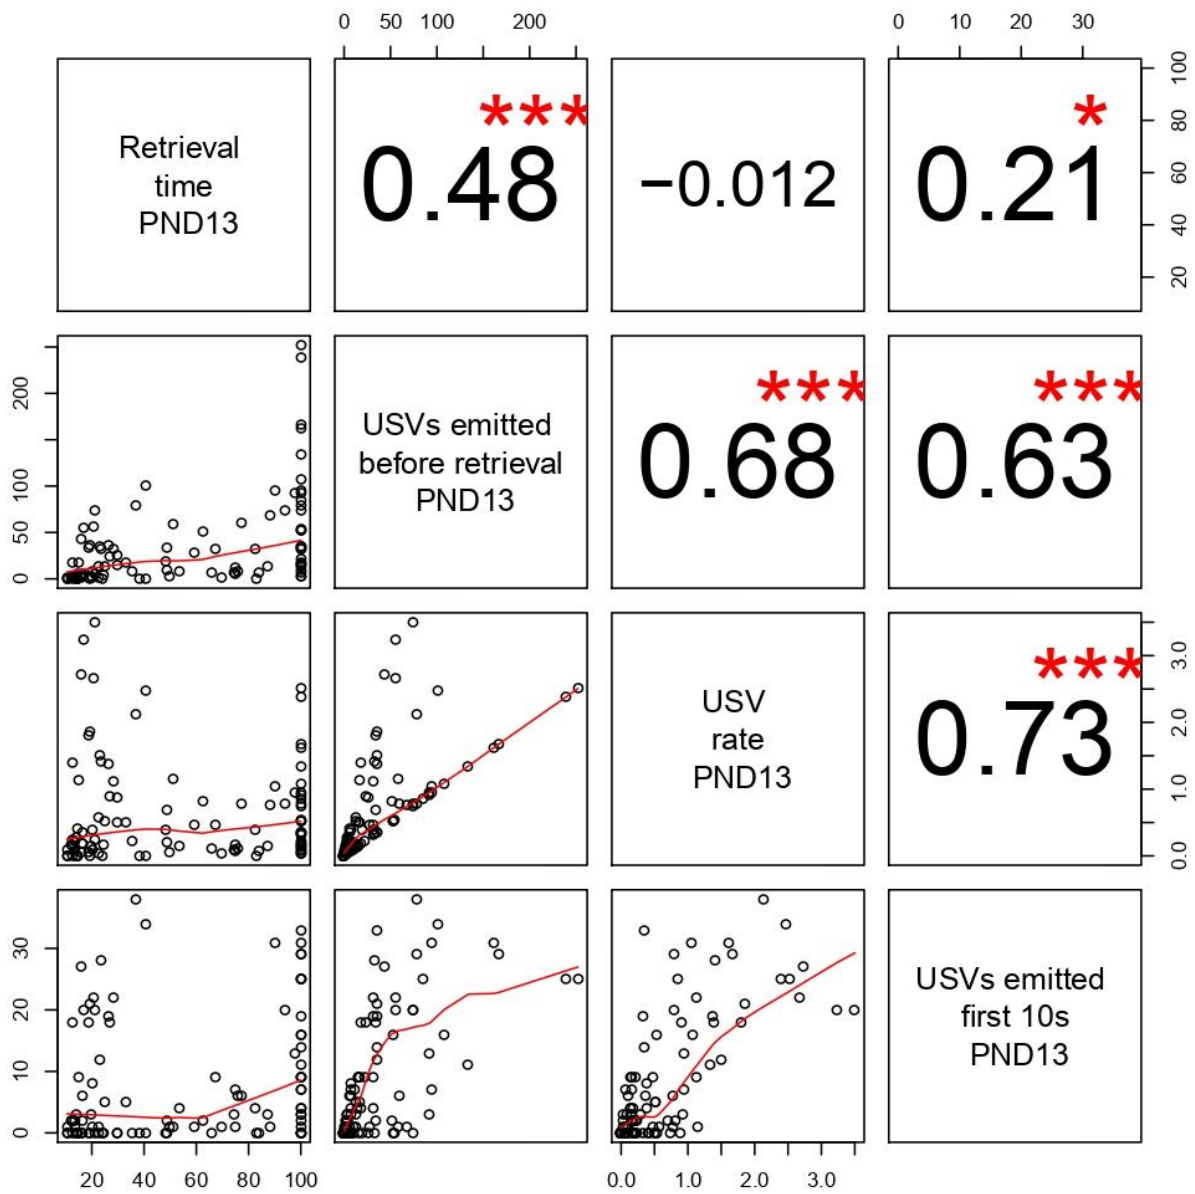 0 50 100 200
0 10 20 30
Retrieval
time
PND13
***
0.48
−0.012
*
0.21
20 40 60 80 100
0 50 100 200
USVs emitted
before retrieval
PND13
***
0.68
***
0.63
USV
rate
PND13
***
0.73
0.0 1.0 2.0 3.0
0 10 20 30
USVs emitted
first 10s
PND13
20 40 60 80 100
0.0 1.0 2.0 3.0